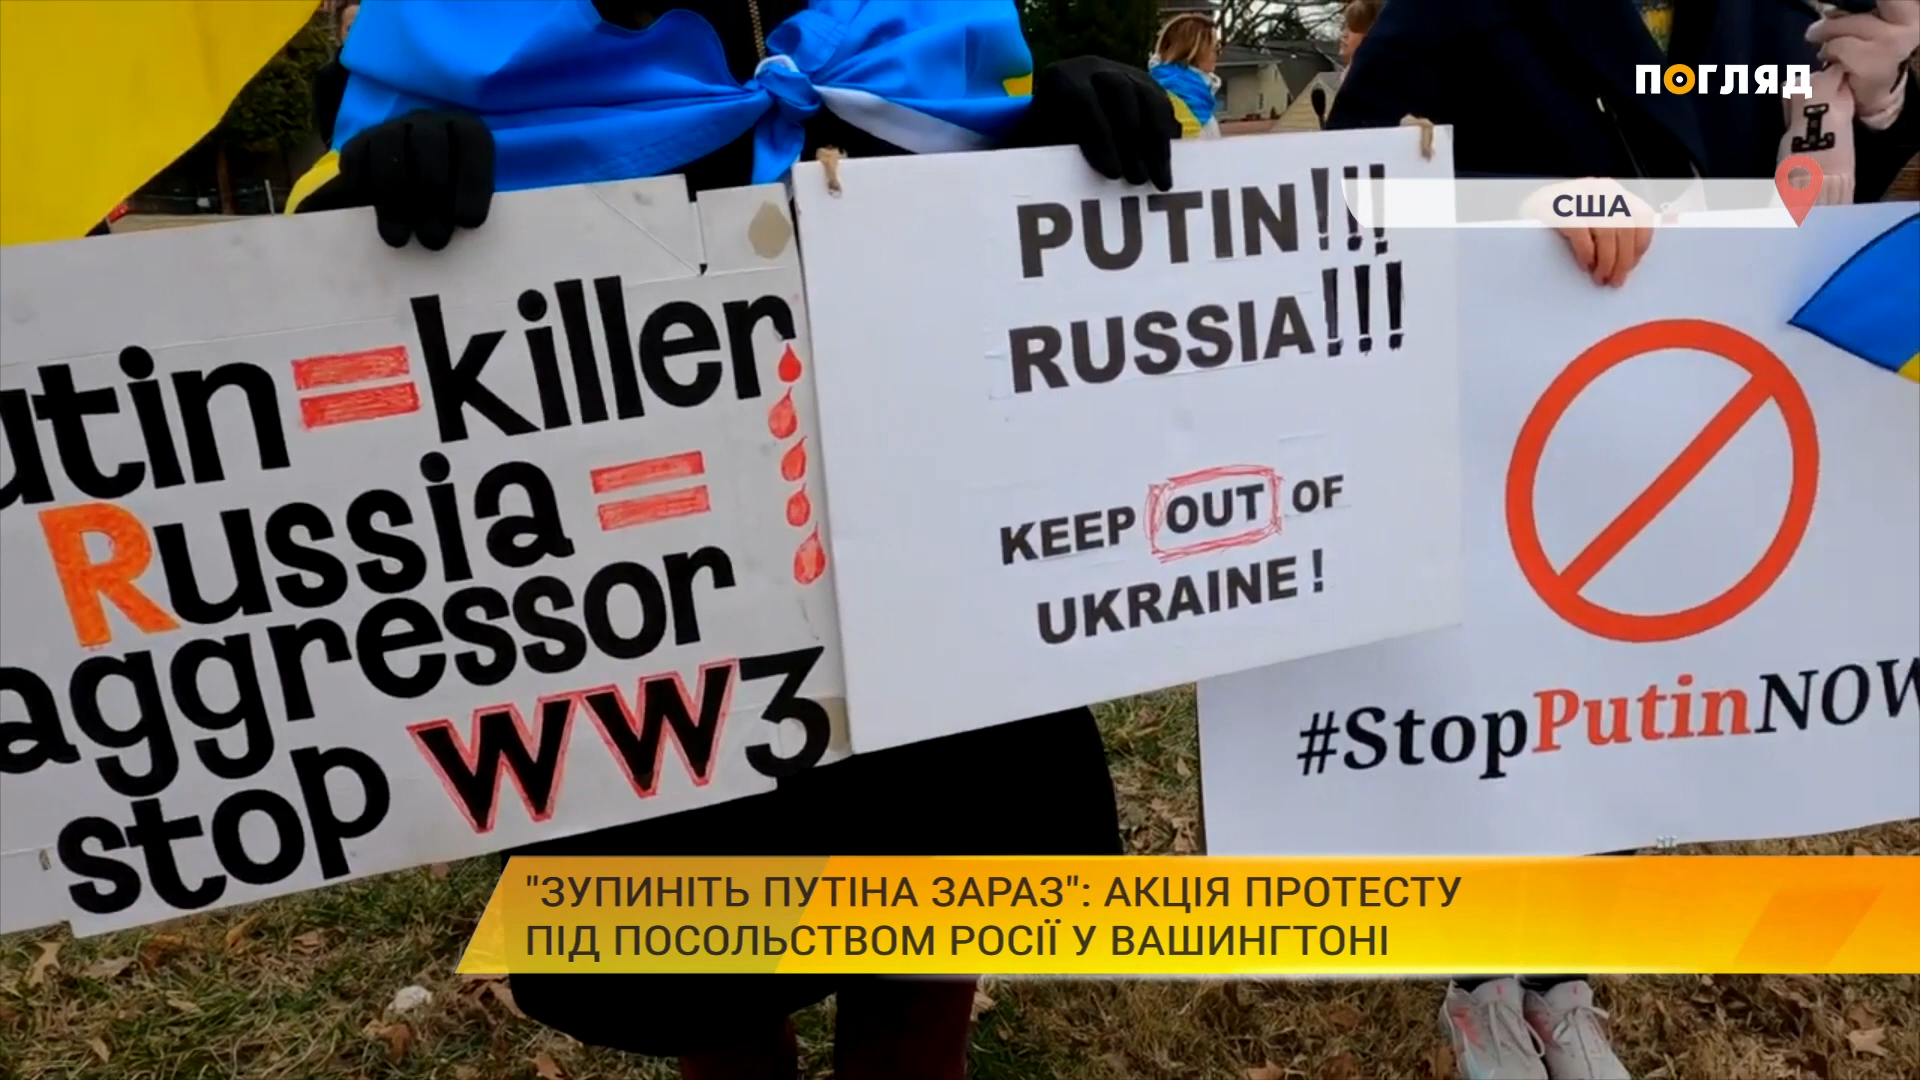 ПОГЛЯД
США
utin=killer
Russia=
aggressor
stop WW3
PUTIN!!!
RUSSIA!!!
KEEP OUT OF
UKRAINE!
#StopPutinNOW
"ЗУПИНІТЬ ПУТІНА ЗАРАЗ": АКЦІЯ ПРОТЕСТУ
ПІД ПОСОЛЬСТВОМ РОСІЇ У ВАШИНГТОНІ